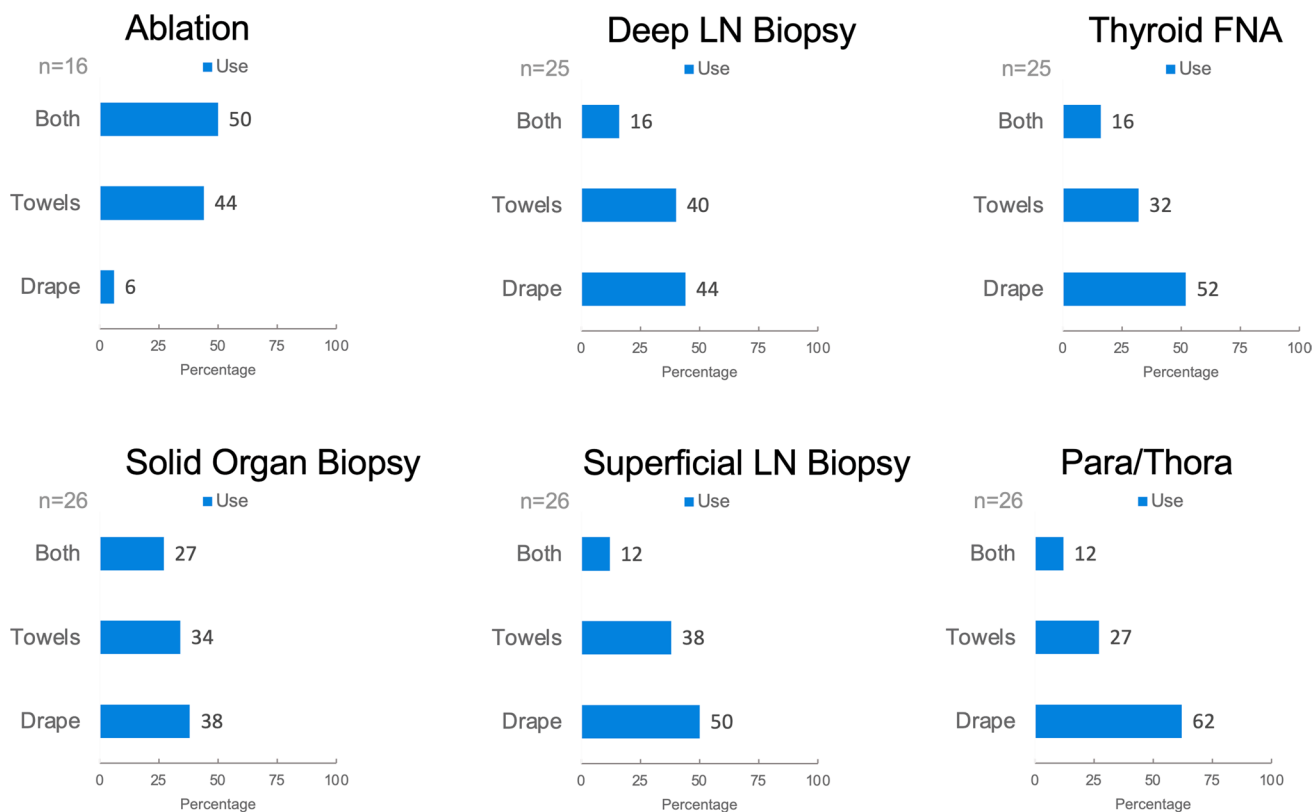 Ablation
n=16
Use
Both
50
Towels
44
Drape
6
0 25 50 75 100
Percentage
Deep LN Biopsy
n=25
Use
Both
16
Towels
40
Drape
44
0 25 50 75 100
Percentage
Thyroid FNA
n=25
Use
Both
16
Towels
32
Drape
52
0 25 50 75 100
Percentage
Solid Organ Biopsy
n=26
Use
Both
27
Towels
34
Drape
38
0 25 50 75 100
Percentage
Superficial LN Biopsy
n=26
Use
Both
12
Towels
38
Drape
50
0 25 50 75 100
Percentage
Para/Thora
n=26
Use
Both
12
Towels
27
Drape
62
0 25 50 75 100
Percentage